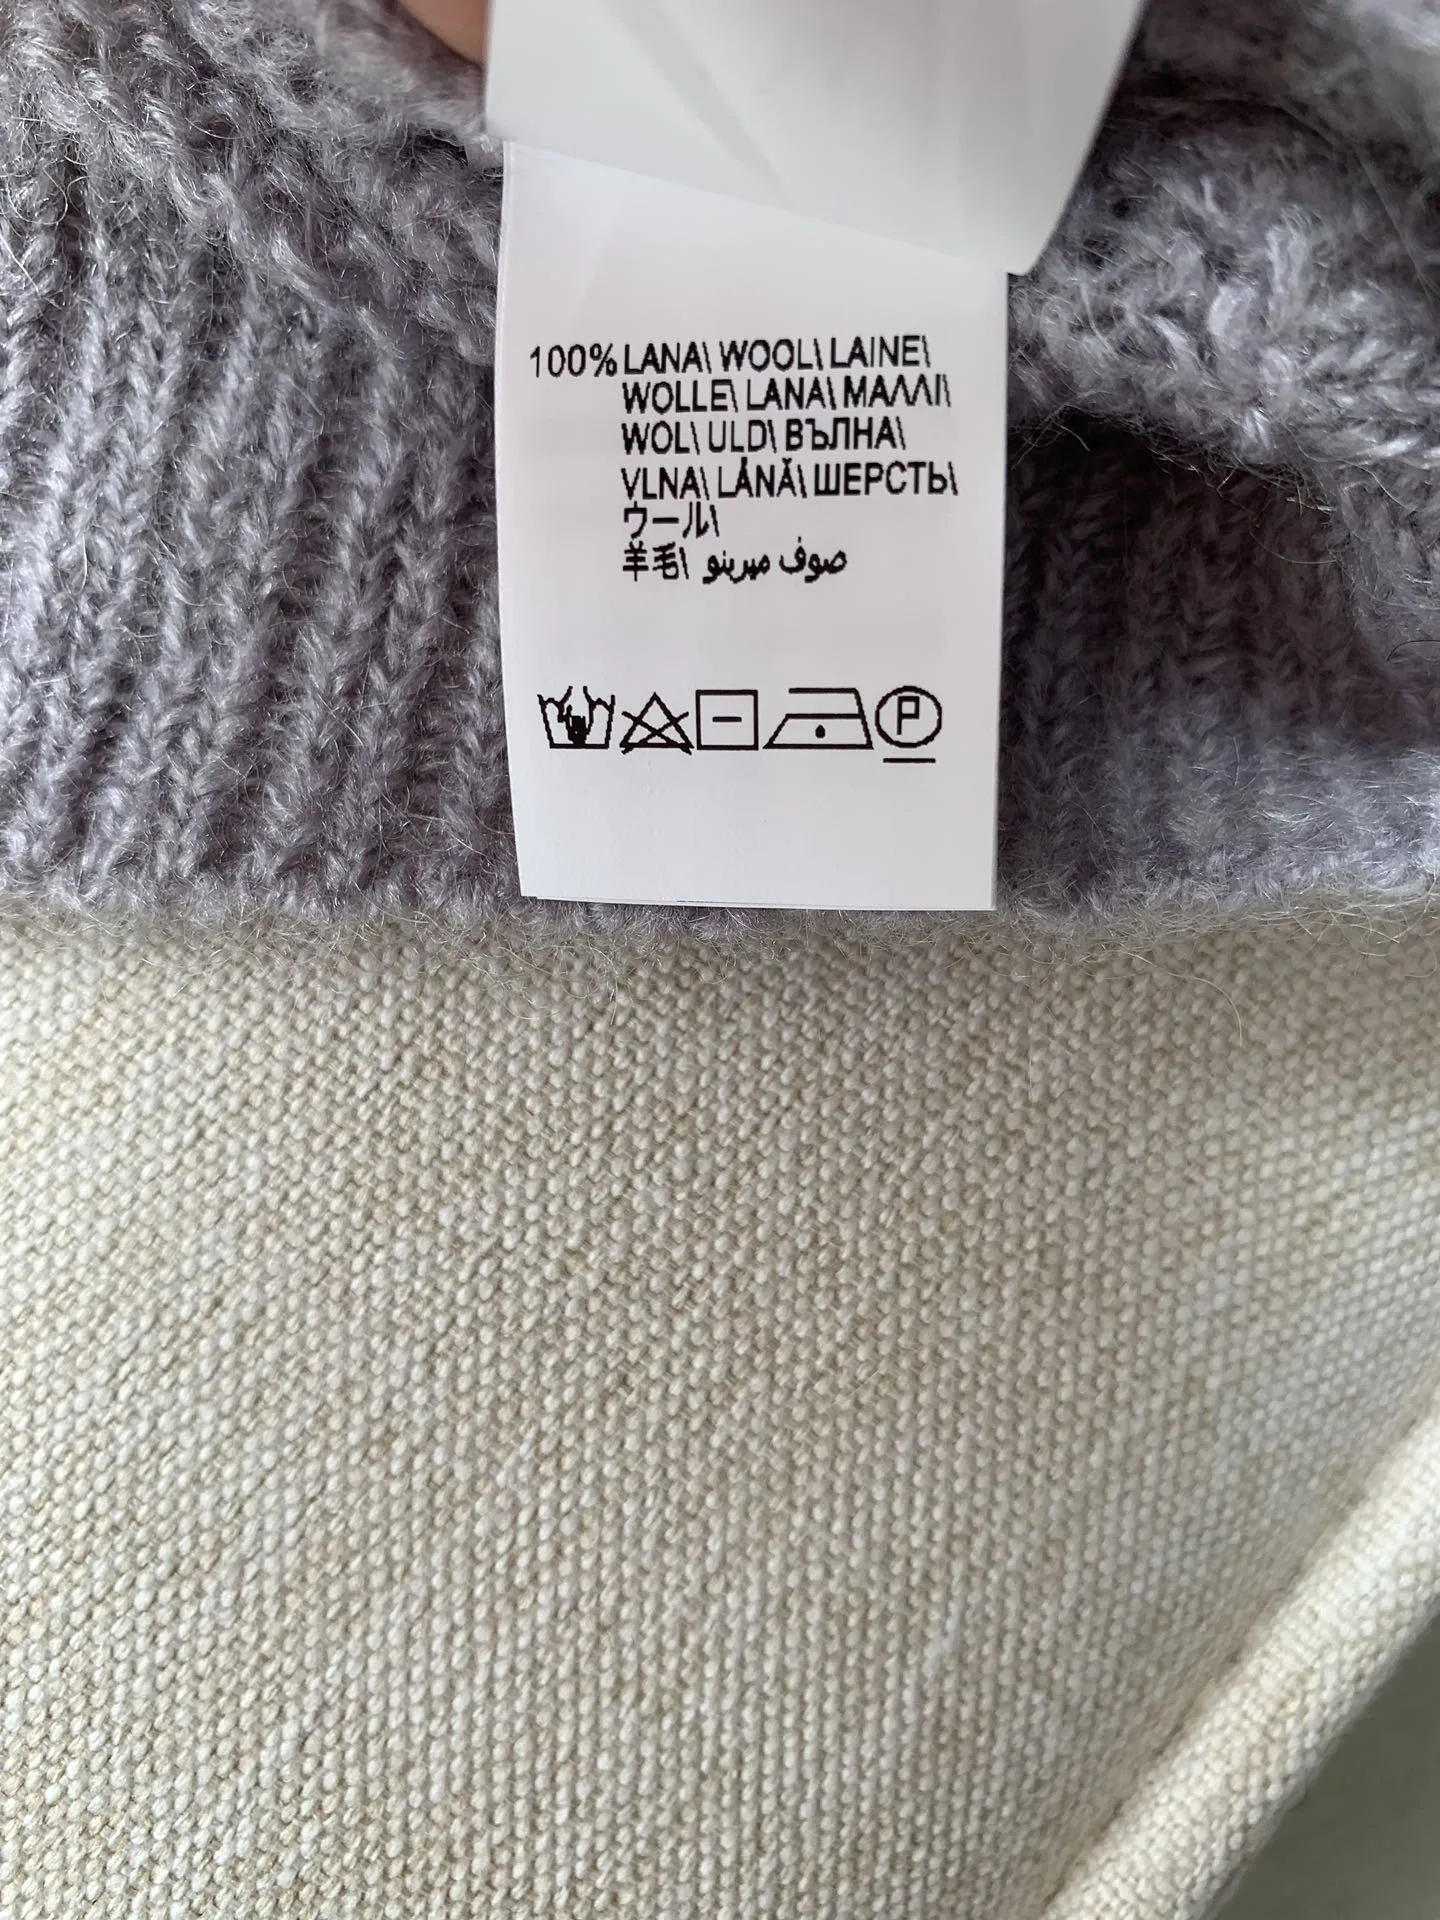 100% LANA\ WOOL\ LAINE\
WOLLE\ LANA\ ΜΑΛΛΙ\
WOL\ ULD\ ВЪЛНА\
VLNA\ LÂNĂ\ ШЕРСТЬ\
ウール\
羊毛\ صوف ميرينو
P